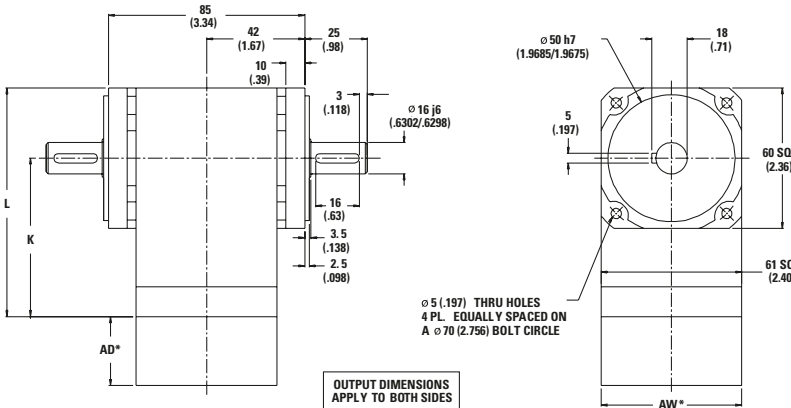 85
(3.34)
42
(1.67)
25
(.98)
10
(.39)
3
(.118)
Ø 16 j6
(.6302/.6298)
L
K
16
(.63)
3.5
(.138)
2.5
(.098)
AD*
OUTPUT DIMENSIONS
APPLY TO BOTH SIDES
Ø 50 h7
(1.9685/1.9675)
18
(.71)
5
(.197)
60 SQ
(2.36)
61 SQ
(2.40
Ø 5 (.197) THRU HOLES
4 PL. EQUALLY SPACED ON
A Ø 70 (2.756) BOLT CIRCLE
AW*